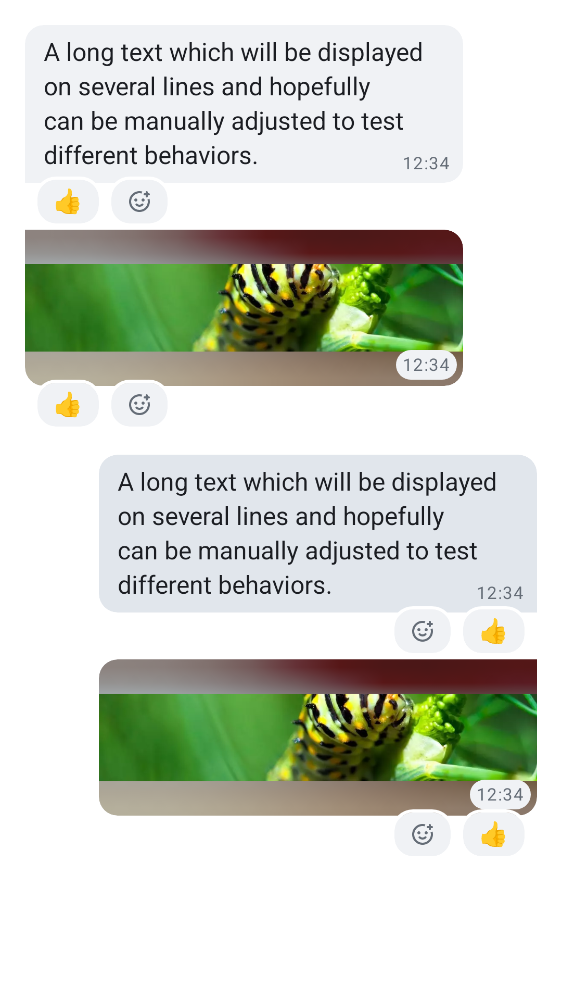 A long text which will be displayed
on several lines and hopefully
can be manually adjusted to test
different behaviors.
12:34
👍
12:34
👍
A long text which will be displayed
on several lines and hopefully
can be manually adjusted to test
different behaviors.
12:34
👍
12:34
👍